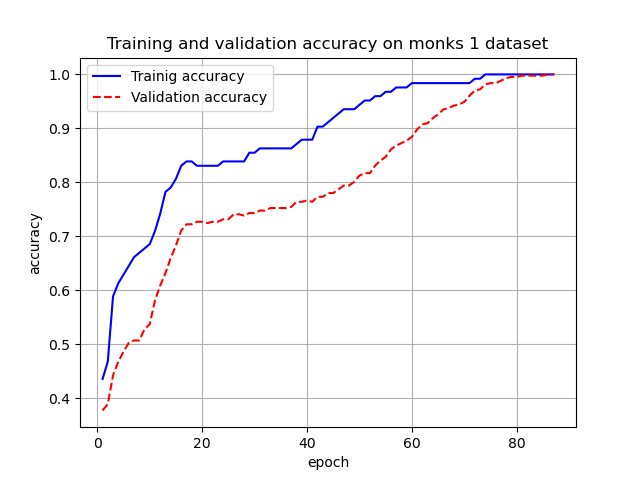 Training and validation accuracy on monks 1 dataset
Trainig accuracy
Validation accuracy
1.0
0.9
0.8
0.7
0.6
0.5
0.4
accuracy
0 20 40 60 80
epoch